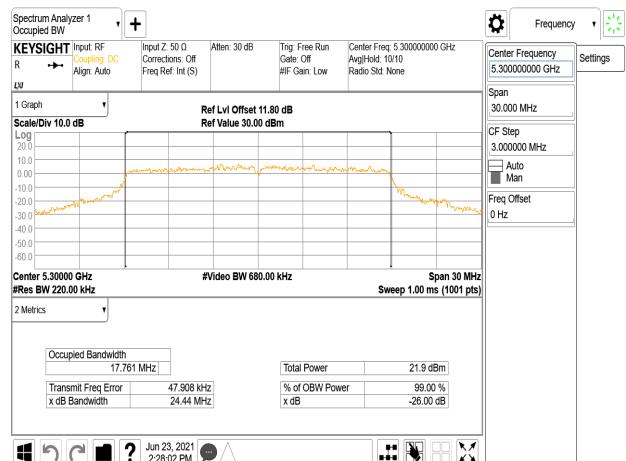 Spectrum Analyzer 1
Occupied BW
Frequency
KEYSIGHT
R
LXI
Input: RF
Coupling: DC
Align: Auto
Input Z: 50 Ω
Corrections: Off
Freq Ref: Int (S)
Atten: 30 dB
Trig: Free Run
Gate: Off
#IF Gain: Low
Center Freq: 5.300000000 GHz
Avg|Hold: 10/10
Radio Std: None
Center Frequency
5.300000000 GHz
Settings
Span
30.000 MHz
CF Step
3.000000 MHz
Auto
Man
Freq Offset
0 Hz
1 Graph
Scale/Div 10.0 dB
Ref Lvl Offset 11.80 dB
Ref Value 30.00 dBm
Log
20.0
10.0
0.00
-10.0
-20.0
-30.0
-40.0
-50.0
-60.0
Center 5.30000 GHz
#Video BW 680.00 kHz
Span 30 MHz
#Res BW 220.00 kHz
Sweep 1.00 ms (1001 pts)
2 Metrics
Occupied Bandwidth
17.761 MHz
Total Power 21.9 dBm
Transmit Freq Error 47.908 kHz
% of OBW Power 99.00 %
x dB Bandwidth 24.44 MHz
x dB -26.00 dB
?
Jun 23, 2021
2:28:02 PM